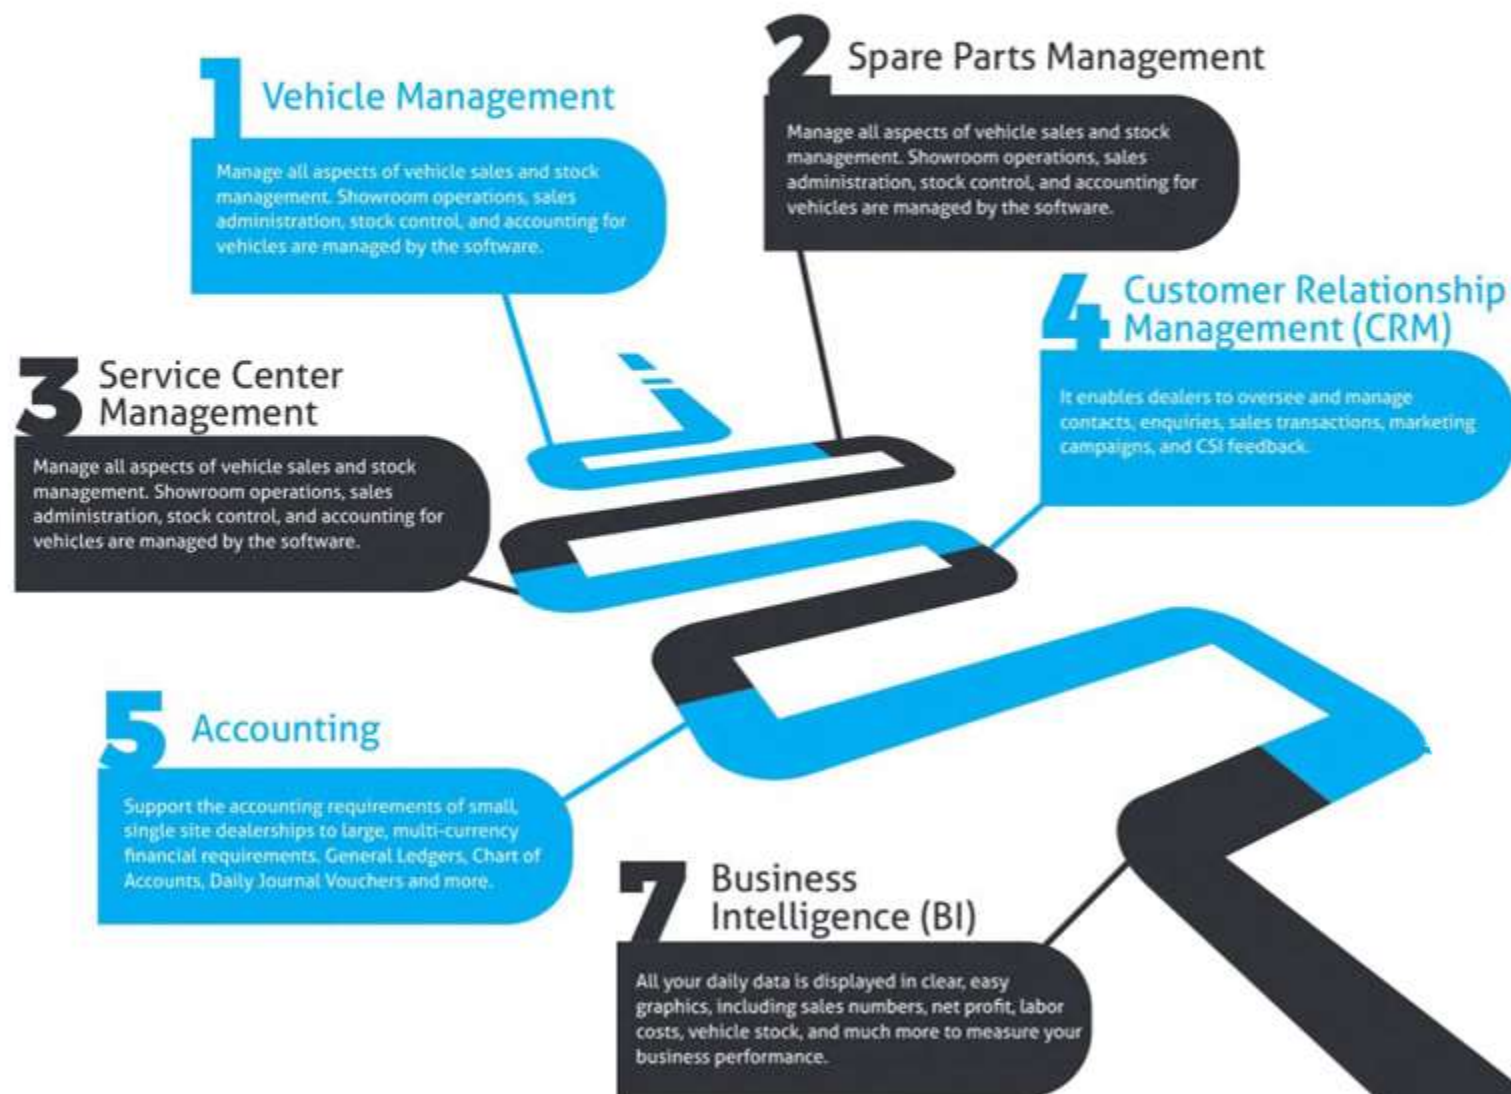 1
Vehicle Management
Manage all aspects of vehicle sales and stock
management. Showroom operations, sales
administration, stock control, and accounting for
vehicles are managed by the software.
2
Spare Parts Management
Manage all aspects of vehicle sales and stock
management. Showroom operations, sales
administration, stock control, and accounting for
vehicles are managed by the software.
3
Service Center
Management
Manage all aspects of vehicle sales and stock
management. Showroom operations, sales
administration, stock control, and accounting for
vehicles are managed by the software.
4
Customer Relationship
Management (CRM)
It enables dealers to oversee and manage
contacts, enquiries, sales transactions, marketing
campaigns, and CSI feedback.
5
Accounting
Support the accounting requirements of small,
single site dealerships to large, multi-currency
financial requirements. General Ledgers, Chart of
Accounts, Daily Journal Vouchers and more.
7
Business
Intelligence (BI)
All your daily data is displayed in clear, easy
graphics, including sales numbers, net profit, labor
costs, vehicle stock, and much more to measure your
business performance.